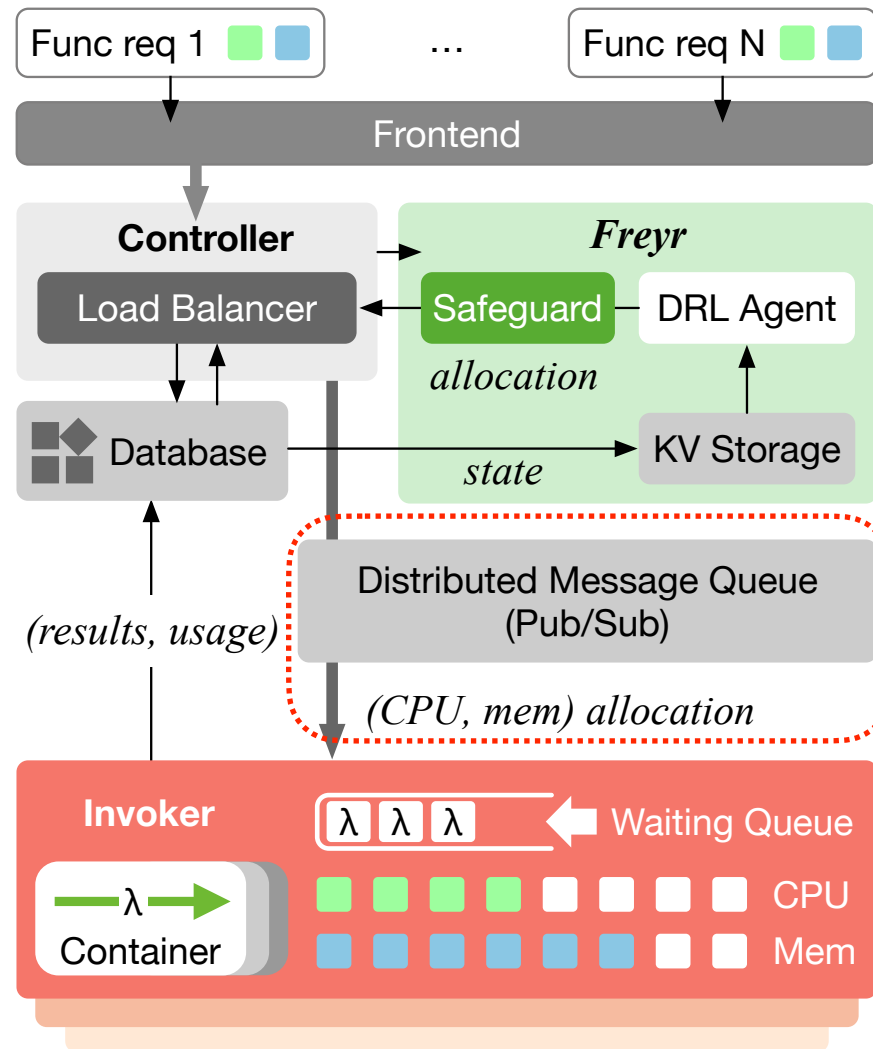 Func req 1
...
Func req N
Frontend
Controller
Freyr
Load Balancer
Safeguard
DRL Agent
allocation
Database
state
KV Storage
Distributed Message Queue
(Pub/Sub)
(results, usage)
(CPU, mem) allocation
Invoker
λ λ λ
Waiting Queue
λ
Container
CPU
Mem